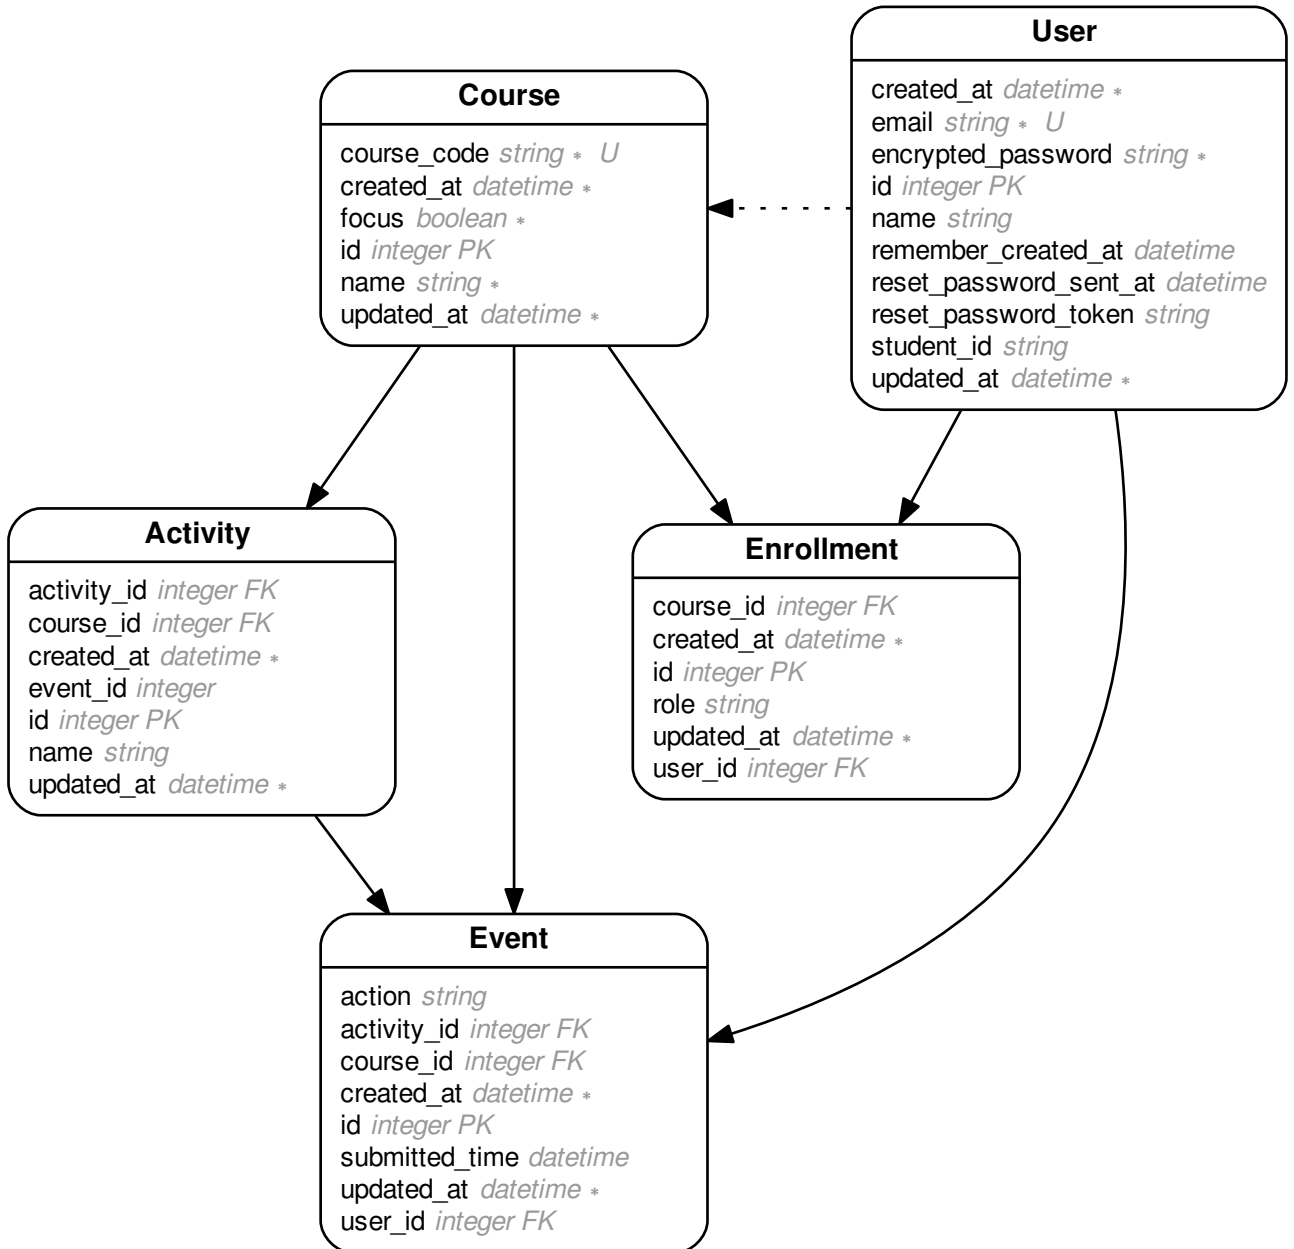 User
created_at datetime *
email string * U
encrypted_password string *
id integer PK
name string
remember_created_at datetime
reset_password_sent_at datetime
reset_password_token string
student_id string
updated_at datetime *
Course
course_code string * U
created_at datetime *
focus boolean *
id integer PK
name string *
updated_at datetime *
Activity
activity_id integer FK
course_id integer FK
created_at datetime *
event_id integer
id integer PK
name string
updated_at datetime *
Enrollment
course_id integer FK
created_at datetime *
id integer PK
role string
updated_at datetime *
user_id integer FK
Event
action string
activity_id integer FK
course_id integer FK
created_at datetime *
id integer PK
submitted_time datetime
updated_at datetime *
user_id integer FK